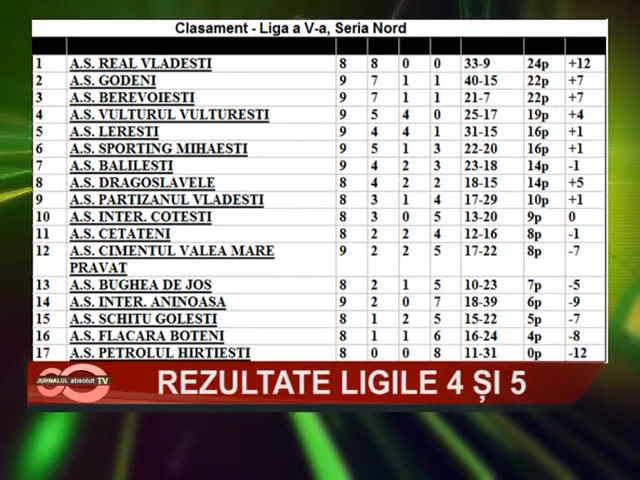 Clasament - Liga a V-a, Seria Nord
1 A.S. REAL VLADESTI 8 8 0 0 33-9 24p +12
2 A.S. GODENI 9 7 1 1 40-15 22p +7
3 A.S. BEREVOIESTI 9 7 1 1 21-7 22p +7
4 A.S. VULTURUL VULTURESTI 9 5 4 0 25-17 19p +4
5 A.S. LERESTI 9 4 4 1 31-15 16p +1
6 A.S. SPORTING MIHAESTI 9 5 1 3 22-20 16p +1
7 A.S. BALILESTI 9 4 2 3 23-18 14p -1
8 A.S. DRAGOSLAVELE 8 4 2 2 18-15 14p +5
9 A.S. PARTIZANUL VLADESTI 8 3 1 4 17-29 10p +1
10 A.S. INTER. COTESTI 8 3 0 5 13-20 9p 0
11 A.S. CETATENI 8 2 2 4 12-16 8p -1
12 A.S. CIMENTUL VALEA MARE 9 2 2 5 17-22 8p -7
PRAVAT
13 A.S. BUGHEA DE JOS 8 2 1 5 10-23 7p -5
14 A.S. INTER. ANINOASA 9 2 0 7 18-39 6p -9
15 A.S. SCHITU GOLESTI 8 1 2 5 15-22 5p -7
16 A.S. FLACARA BOTENI 8 1 1 6 16-24 4p -8
17 A.S. PETROLUL HIRTIESTI 8 0 0 8 11-31 0p -12
JURNALUL absolut TV
REZULTATE LIGILE 4 ȘI 5